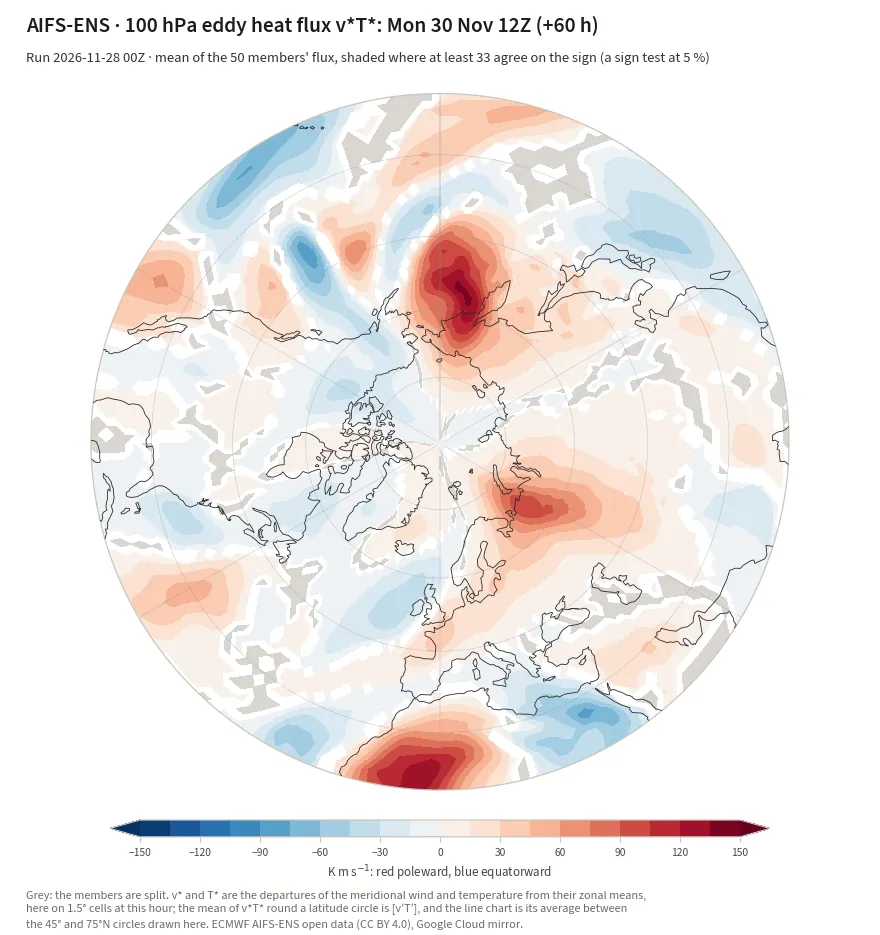 AIFS-ENS · 100 hPa eddy heat flux v*T*: Mon 30 Nov 12Z (+60 h)
Run 2026-11-28 00Z · mean of the 50 members' flux, shaded where at least 33 agree on the sign (a sign test at 5 %)
−150 −120 −90 −60 −30 0 30 60 90 120 150
K m s⁻¹: red poleward, blue equatorward
Grey: the members are split. v* and T* are the departures of the meridional wind and temperature from their zonal means,
here on 1.5° cells at this hour; the mean of v*T* round a latitude circle is [v'T'], and the line chart is its average between
the 45° and 75°N circles drawn here. ECMWF AIFS-ENS open data (CC BY 4.0), Google Cloud mirror.